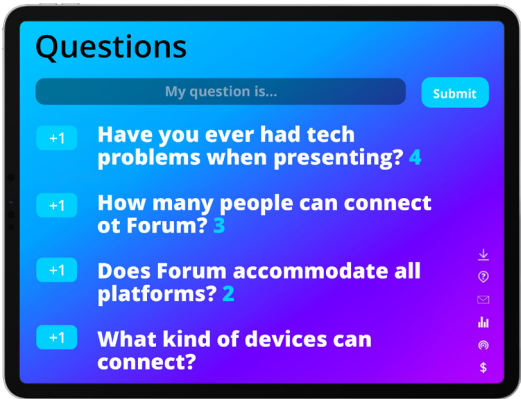 Questions
My question is...
Submit
+1
Have you ever had tech
problems when presenting? 4
+1
How many people can connect
ot Forum? 3
+1
Does Forum accommodate all
platforms? 2
+1
What kind of devices can
connect?
$